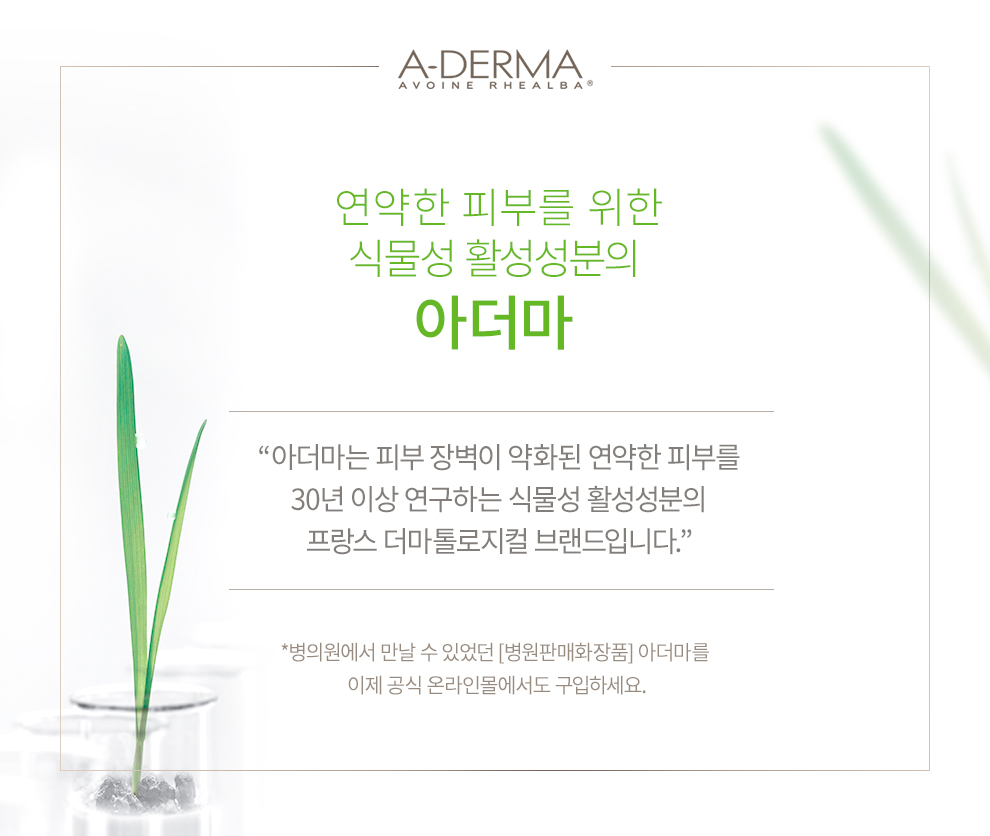 A-DERMA
AVOINE RHEALBA®
연약한 피부를 위한
식물성 활성성분의
아더마
“아더마는 피부 장벽이 약화된 연약한 피부를
30년 이상 연구하는 식물성 활성성분의
프랑스 더마톨로지컬 브랜드입니다.”
*병의원에서 만날 수 있었던 [병원판매화장품] 아더마를
이제 공식 온라인몰에서도 구입하세요.